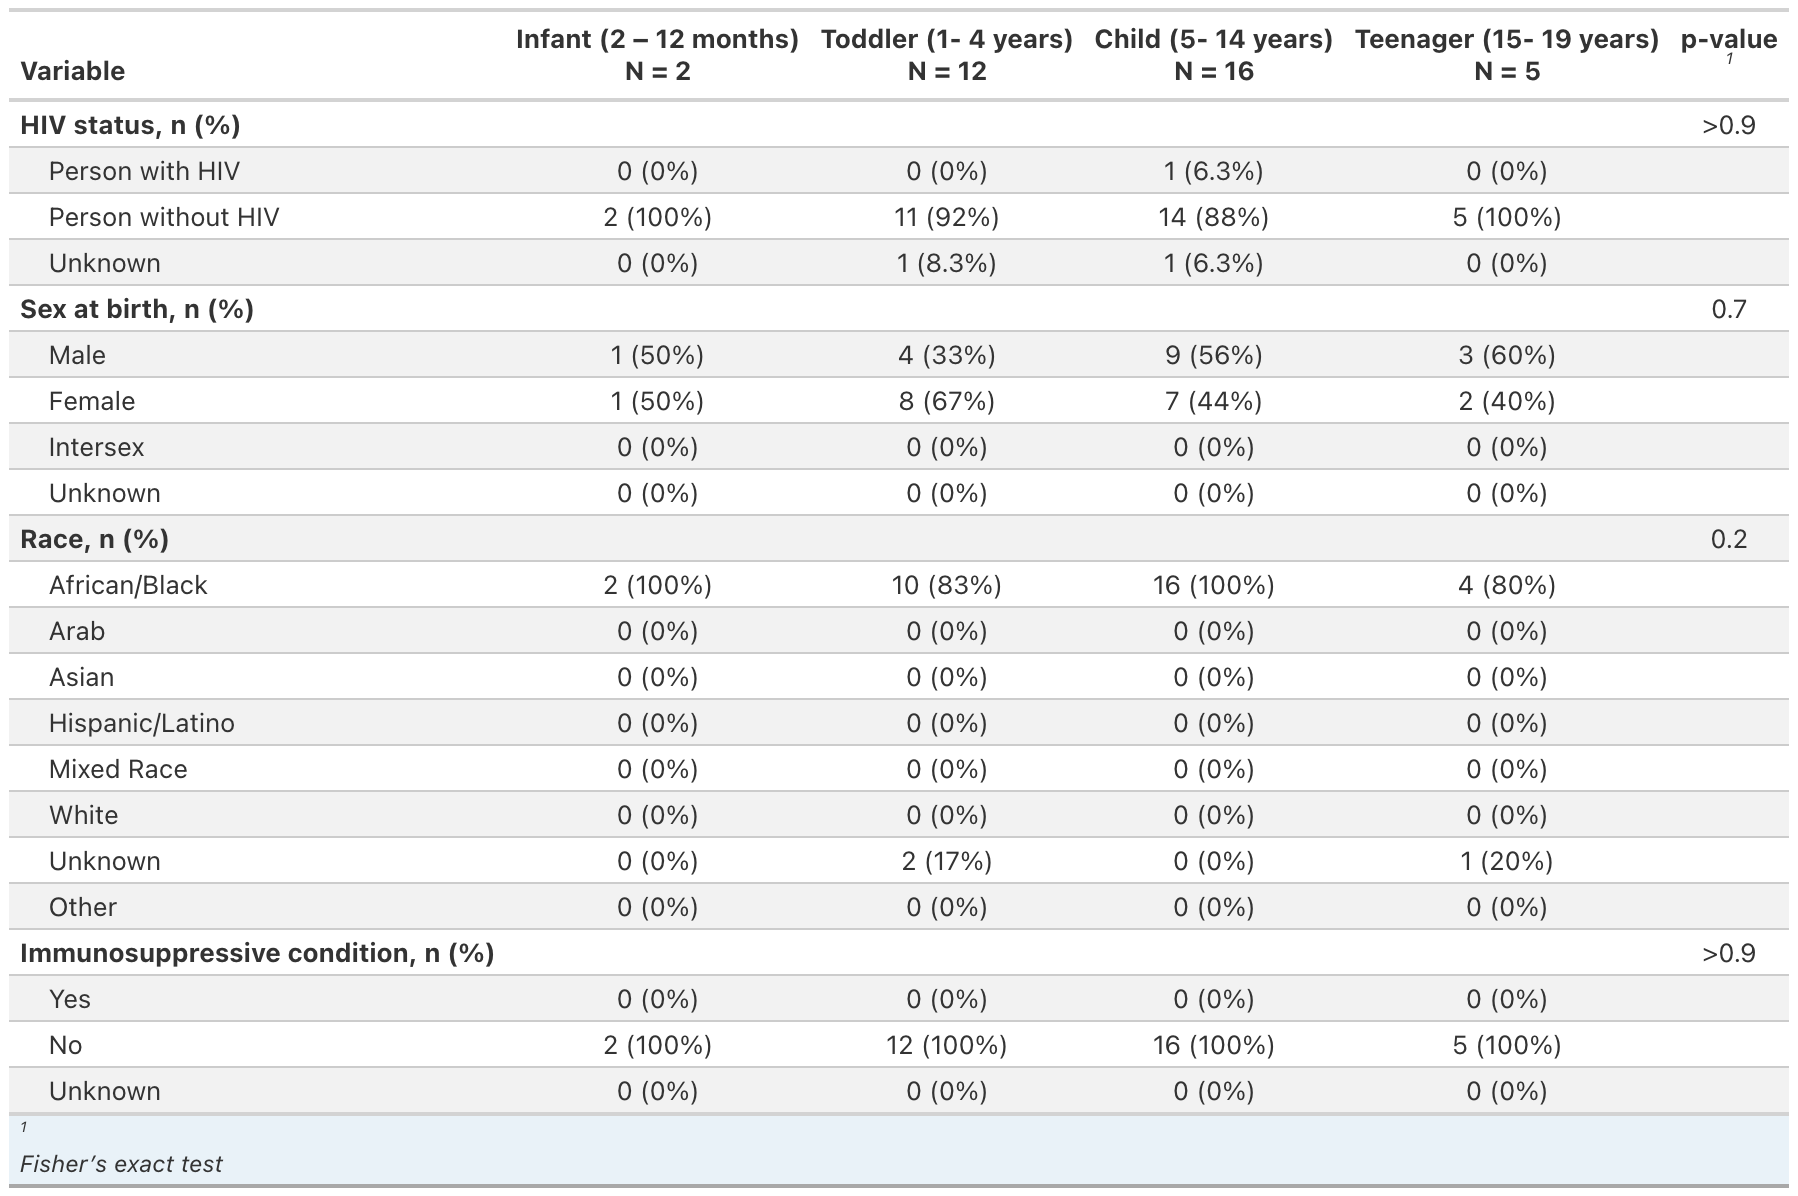 Variable Infant (2 – 12 months) N = 2 Toddler (1- 4 years) N = 12 Child (5- 14 years) N = 16 Teenager (15- 19 years) N = 5 p-value 1
HIV status, n (%) >0.9
Person with HIV 0 (0%) 0 (0%) 1 (6.3%) 0 (0%)
Person without HIV 2 (100%) 11 (92%) 14 (88%) 5 (100%)
Unknown 0 (0%) 1 (8.3%) 1 (6.3%) 0 (0%)
Sex at birth, n (%) 0.7
Male 1 (50%) 4 (33%) 9 (56%) 3 (60%)
Female 1 (50%) 8 (67%) 7 (44%) 2 (40%)
Intersex 0 (0%) 0 (0%) 0 (0%) 0 (0%)
Unknown 0 (0%) 0 (0%) 0 (0%) 0 (0%)
Race, n (%) 0.2
African/Black 2 (100%) 10 (83%) 16 (100%) 4 (80%)
Arab 0 (0%) 0 (0%) 0 (0%) 0 (0%)
Asian 0 (0%) 0 (0%) 0 (0%) 0 (0%)
Hispanic/Latino 0 (0%) 0 (0%) 0 (0%) 0 (0%)
Mixed Race 0 (0%) 0 (0%) 0 (0%) 0 (0%)
White 0 (0%) 0 (0%) 0 (0%) 0 (0%)
Unknown 0 (0%) 2 (17%) 0 (0%) 1 (20%)
Other 0 (0%) 0 (0%) 0 (0%) 0 (0%)
Immunosuppressive condition, n (%) >0.9
Yes 0 (0%) 0 (0%) 0 (0%) 0 (0%)
No 2 (100%) 12 (100%) 16 (100%) 5 (100%)
Unknown 0 (0%) 0 (0%) 0 (0%) 0 (0%)
1
Fisher’s exact test